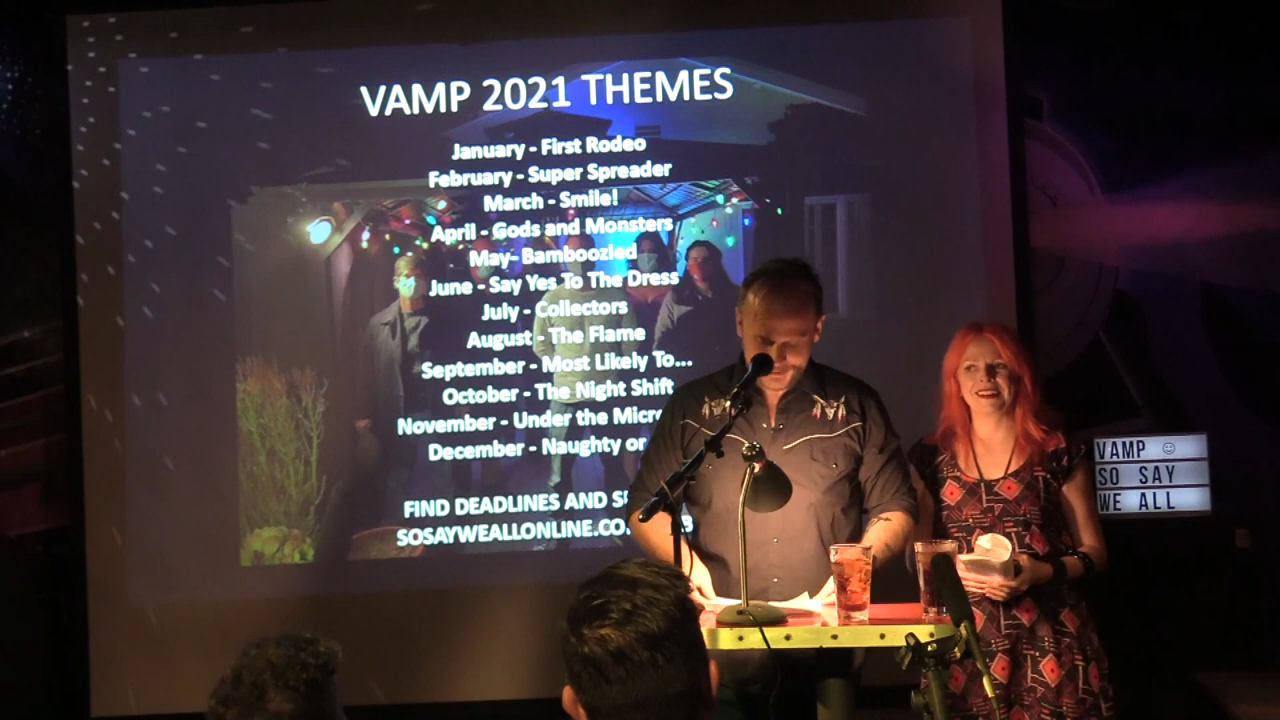 VAMP 2021 THEMES
January - First Rodeo
February - Super Spreader
March - Smile!
April - Gods and Monsters
May- Bamboozled
June - Say Yes To The Dress
July - Collectors
August - The Flame
September - Most Likely To...
October - The Night Shift
November - Under the
December - Naughty or
FIND DEADLINES AND
VAMP ☺
SO SAY
WE ALL